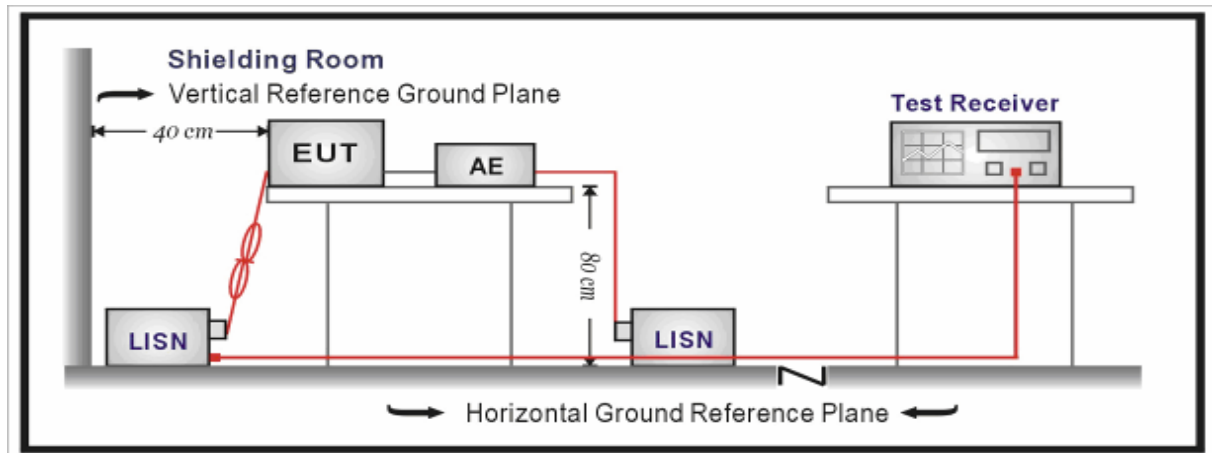 Shielding Room
Vertical Reference Ground Plane
40 cm
EUT
AE
Test Receiver
80 cm
LISN
LISN
Horizontal Ground Reference Plane